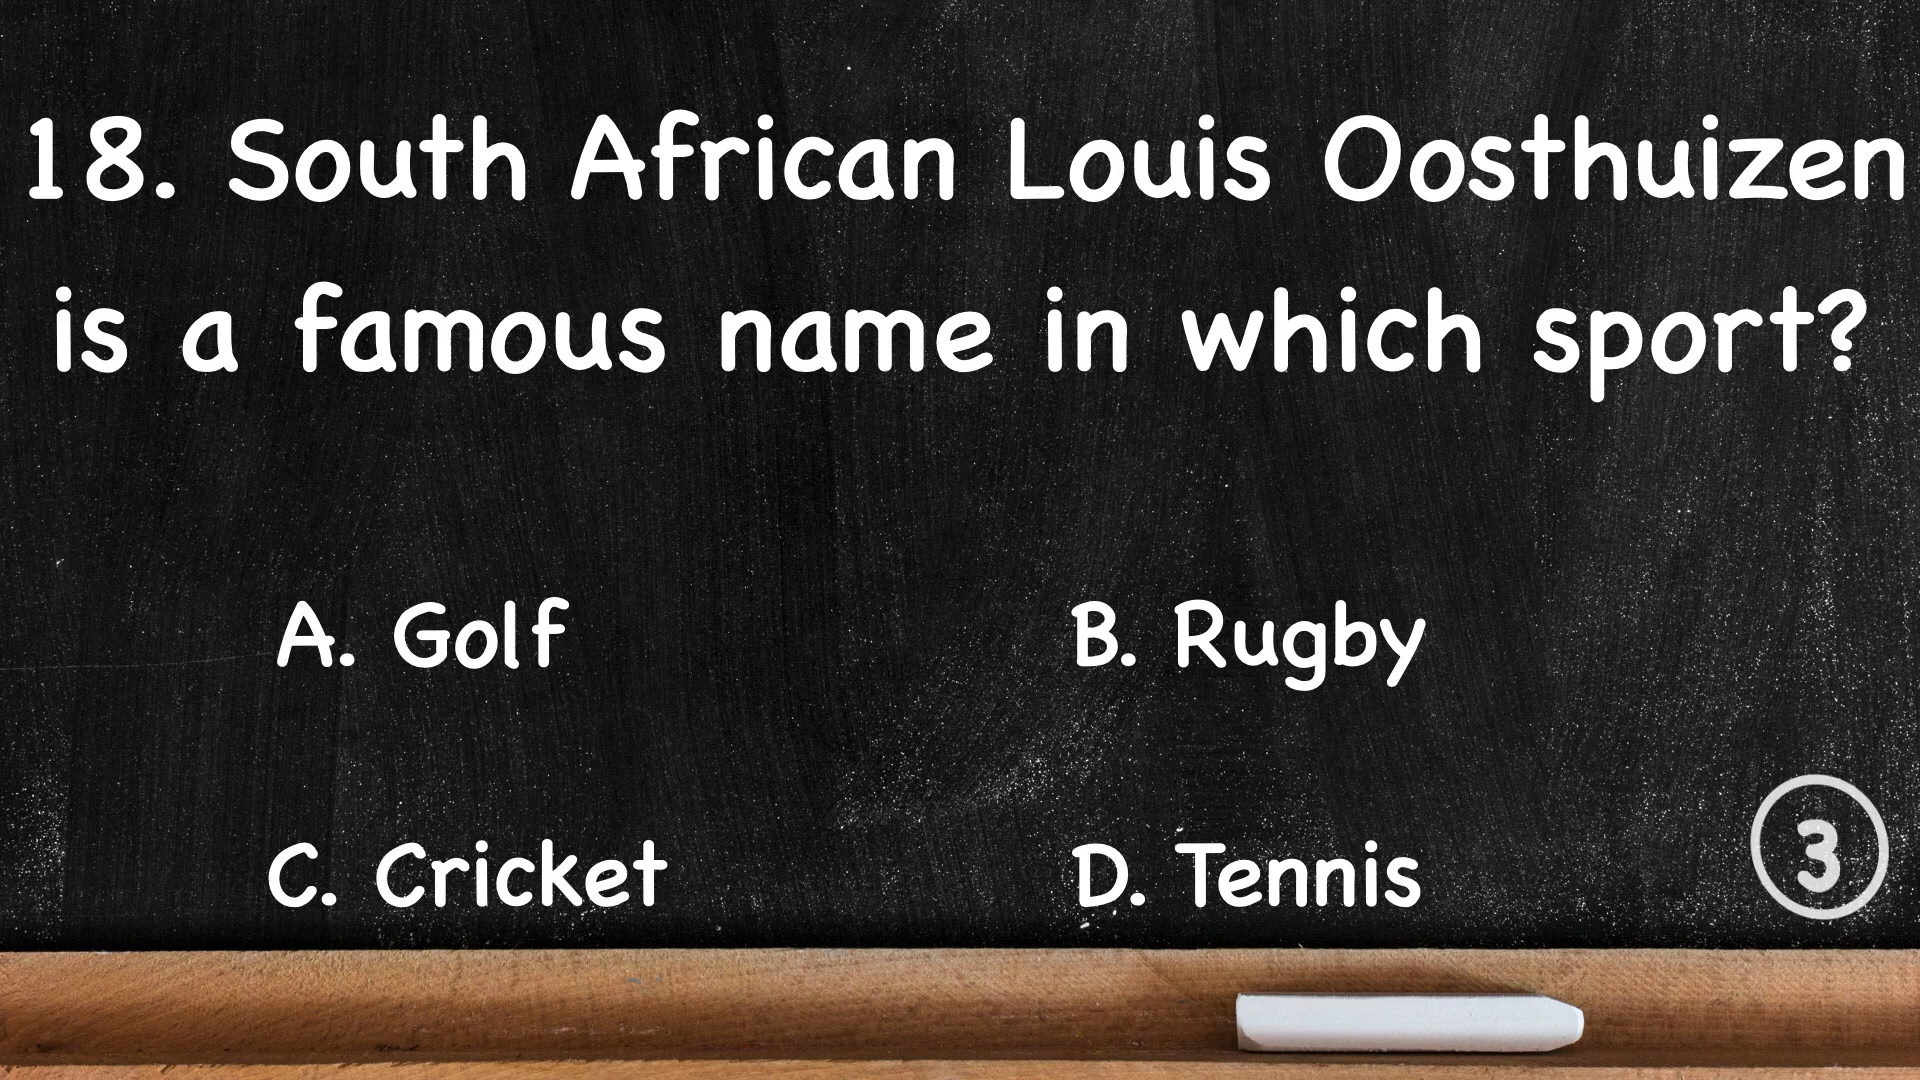 18. South African Louis Oosthuizen
is a famous name in which sport?
A. Golf
B. Rugby
C. Cricket
D. Tennis
3